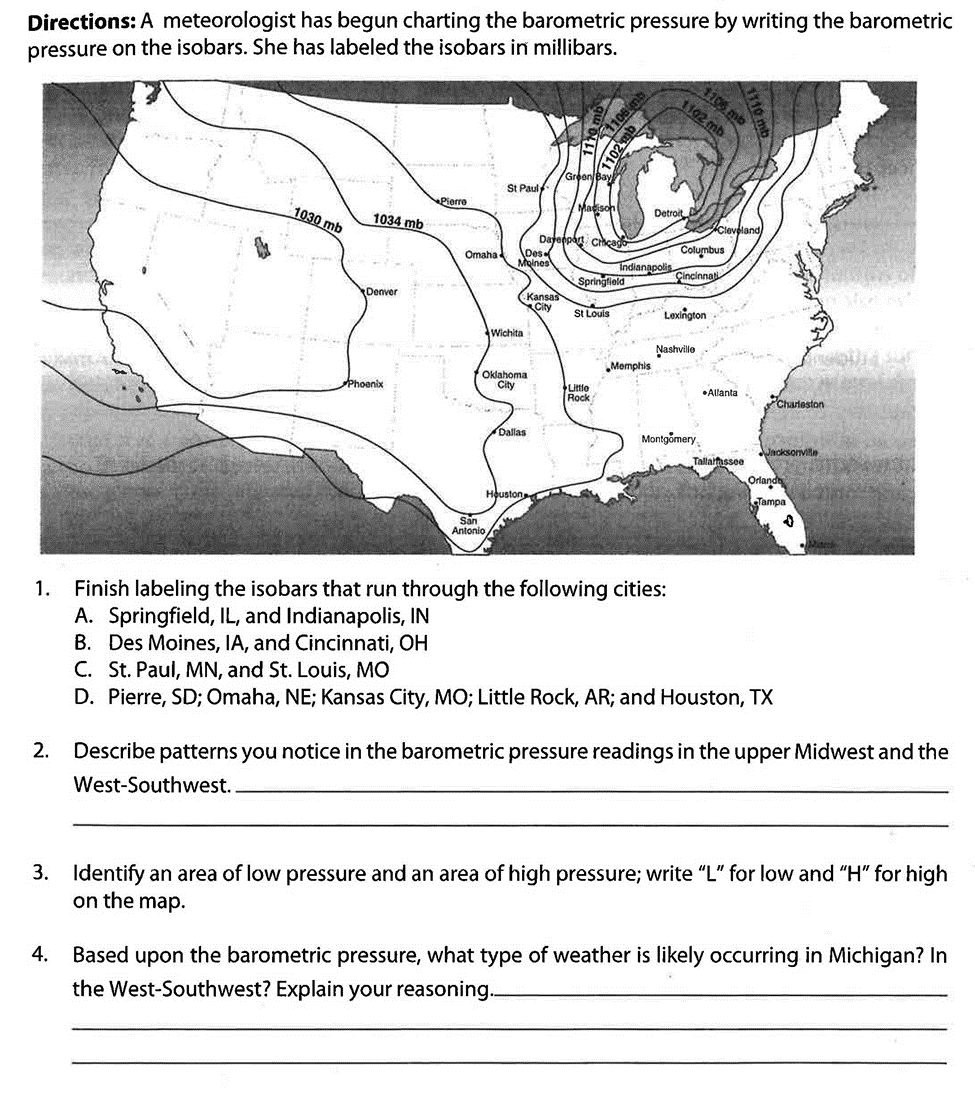 Directions: A meteorologist has begun charting the barometric pressure by writing the barometric
pressure on the isobars. She has labeled the isobars in millibars.
1110 mb
1106 mb
1102 mb
1106 mb
1102 mb
1110 mb
Green Bay
St Paul
Pierre
Madison
Detroit
1030 mb
1034 mb
Cleveland
Davenport
Chicago
Columbus
Omaha
Des
Moines
Indianapolis
Cincinnati
Springfield
Denver
Kansas
City
St Louis
Lexington
Wichita
Nashville
Memphis
Oklahoma
City
Phoenix
Little
Rock
Atlanta
Charleston
Dallas
Montgomery
Jacksonville
Tallahassee
Orlando
Houston
Tampa
San
Antonio
Miami
1. Finish labeling the isobars that run through the following cities:
A. Springfield, IL, and Indianapolis, IN
B. Des Moines, IA, and Cincinnati, OH
C. St. Paul, MN, and St. Louis, MO
D. Pierre, SD; Omaha, NE; Kansas City, MO; Little Rock, AR; and Houston, TX
2. Describe patterns you notice in the barometric pressure readings in the upper Midwest and the
West-Southwest.
3. Identify an area of low pressure and an area of high pressure; write “L” for low and “H” for high
on the map.
4. Based upon the barometric pressure, what type of weather is likely occurring in Michigan? In
the West-Southwest? Explain your reasoning.